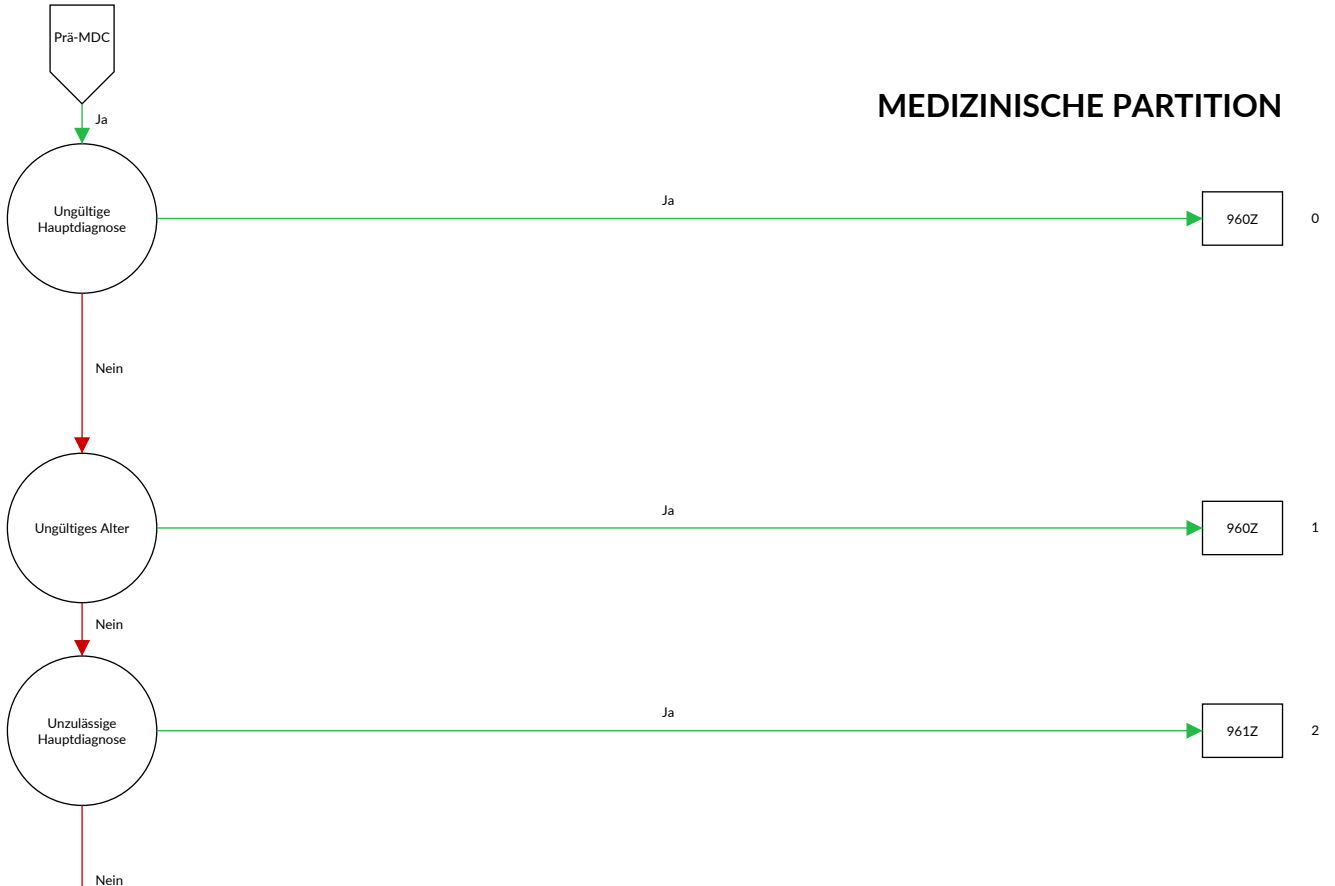 Prä-MDC
MEDIZINISCHE PARTITION
Ja
Ungültige
Hauptdiagnose
Ja
960Z
0
Nein
Ungültiges Alter
Ja
960Z
1
Nein
Unzulässige
Hauptdiagnose
Ja
961Z
2
Nein